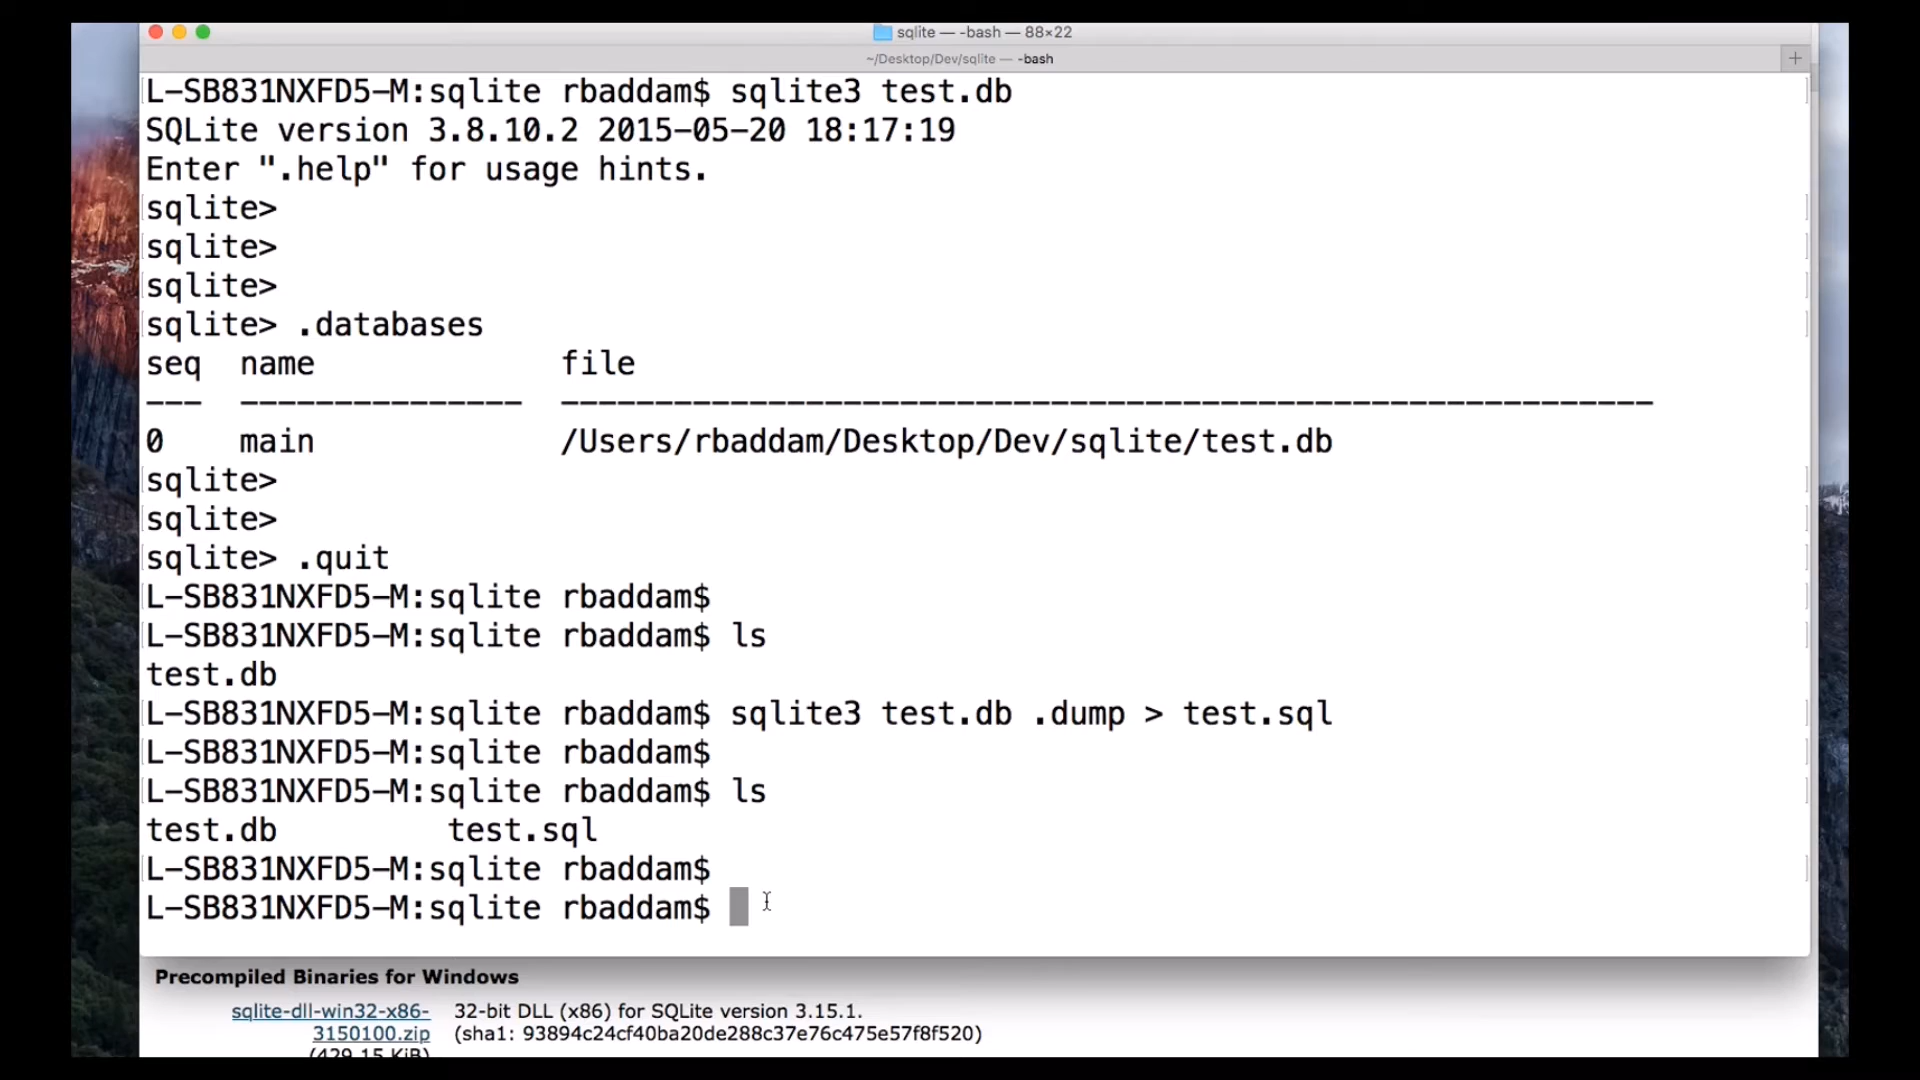 sqlite — -bash — 88×22
~/Desktop/Dev/sqlite — -bash
L-SB831NXFD5-M:sqlite rbaddam$ sqlite3 test.db
SQLite version 3.8.10.2 2015-05-20 18:17:19
Enter ".help" for usage hints.
sqlite>
sqlite>
sqlite>
sqlite> .databases
seq  name             file
---  ---------------  ----------------------------------------------------------
0    main             /Users/rbaddam/Desktop/Dev/sqlite/test.db
sqlite>
sqlite>
sqlite> .quit
L-SB831NXFD5-M:sqlite rbaddam$
L-SB831NXFD5-M:sqlite rbaddam$ ls
test.db
L-SB831NXFD5-M:sqlite rbaddam$ sqlite3 test.db .dump > test.sql
L-SB831NXFD5-M:sqlite rbaddam$
L-SB831NXFD5-M:sqlite rbaddam$ ls
test.db         test.sql
L-SB831NXFD5-M:sqlite rbaddam$
L-SB831NXFD5-M:sqlite rbaddam$
Precompiled Binaries for Windows
sqlite-dll-win32-x86- 32-bit DLL (x86) for SQLite version 3.15.1.
3150100.zip (sha1: 93894c24cf40ba20de288c37e76c475e57f8f520)
(429.15 KiB)